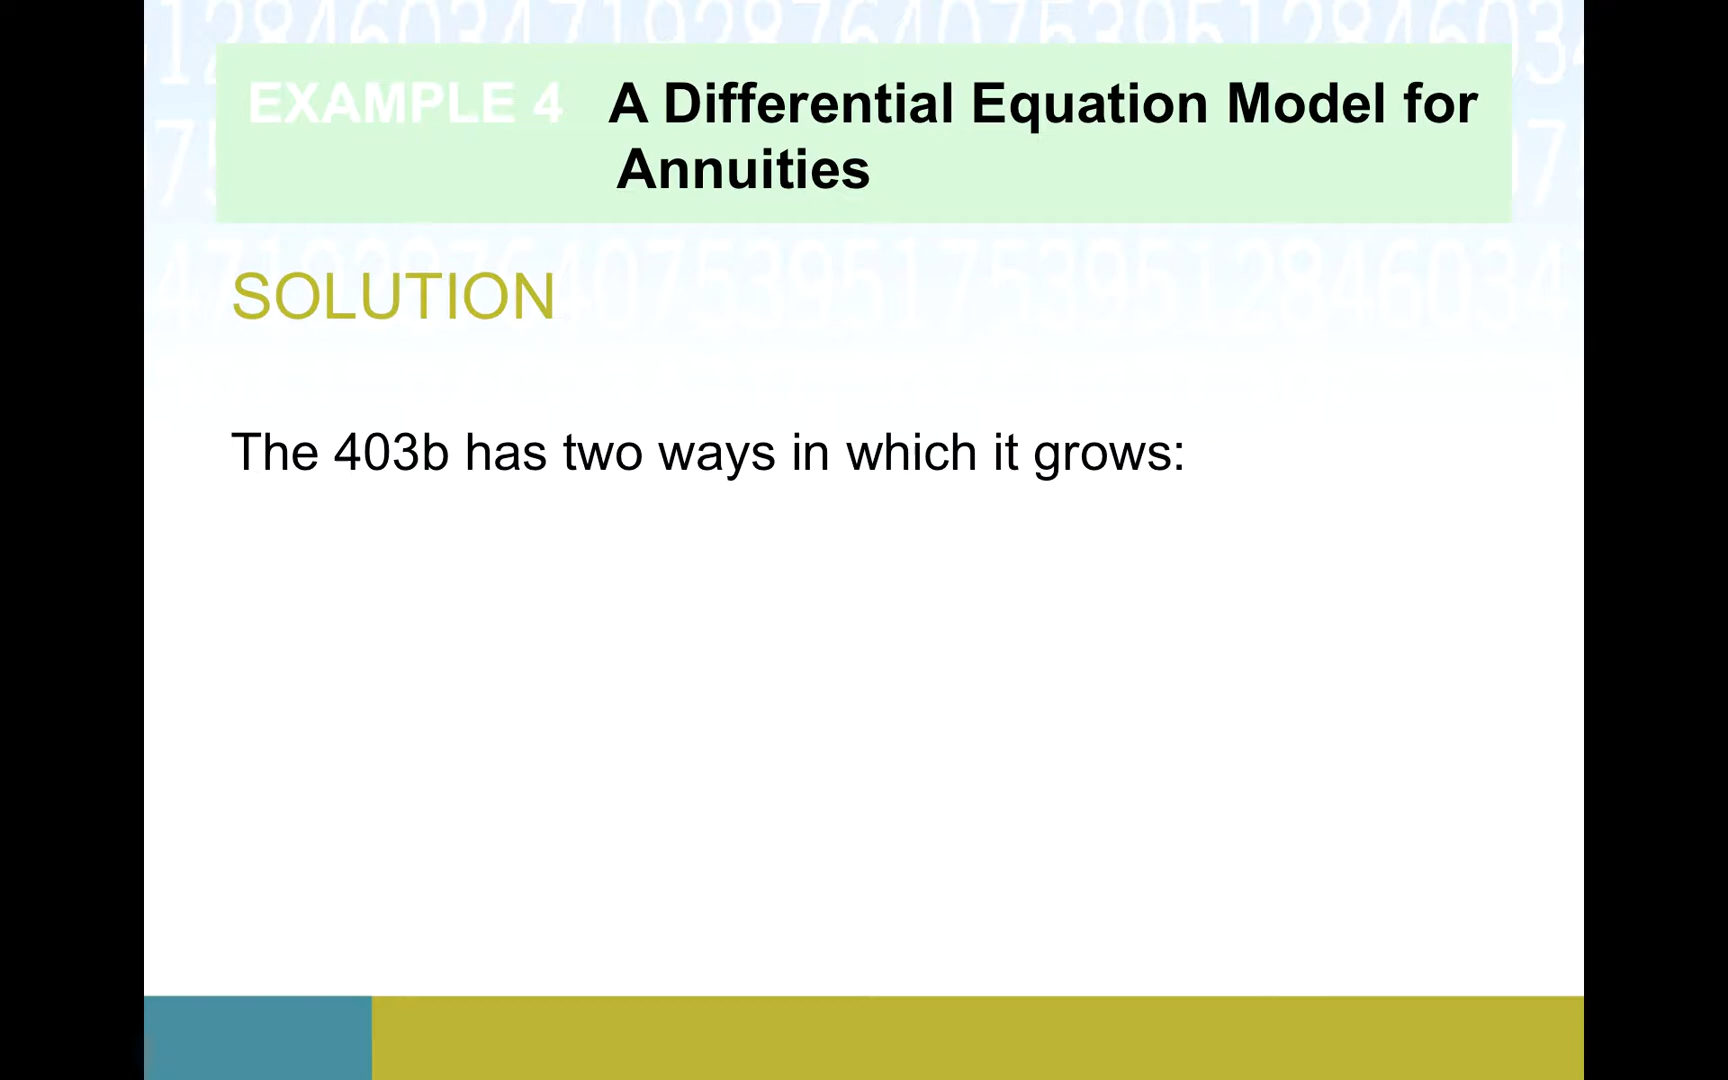 EXAMPLE 4 A Differential Equation Model for
Annuities
SOLUTION
The 403b has two ways in which it grows: